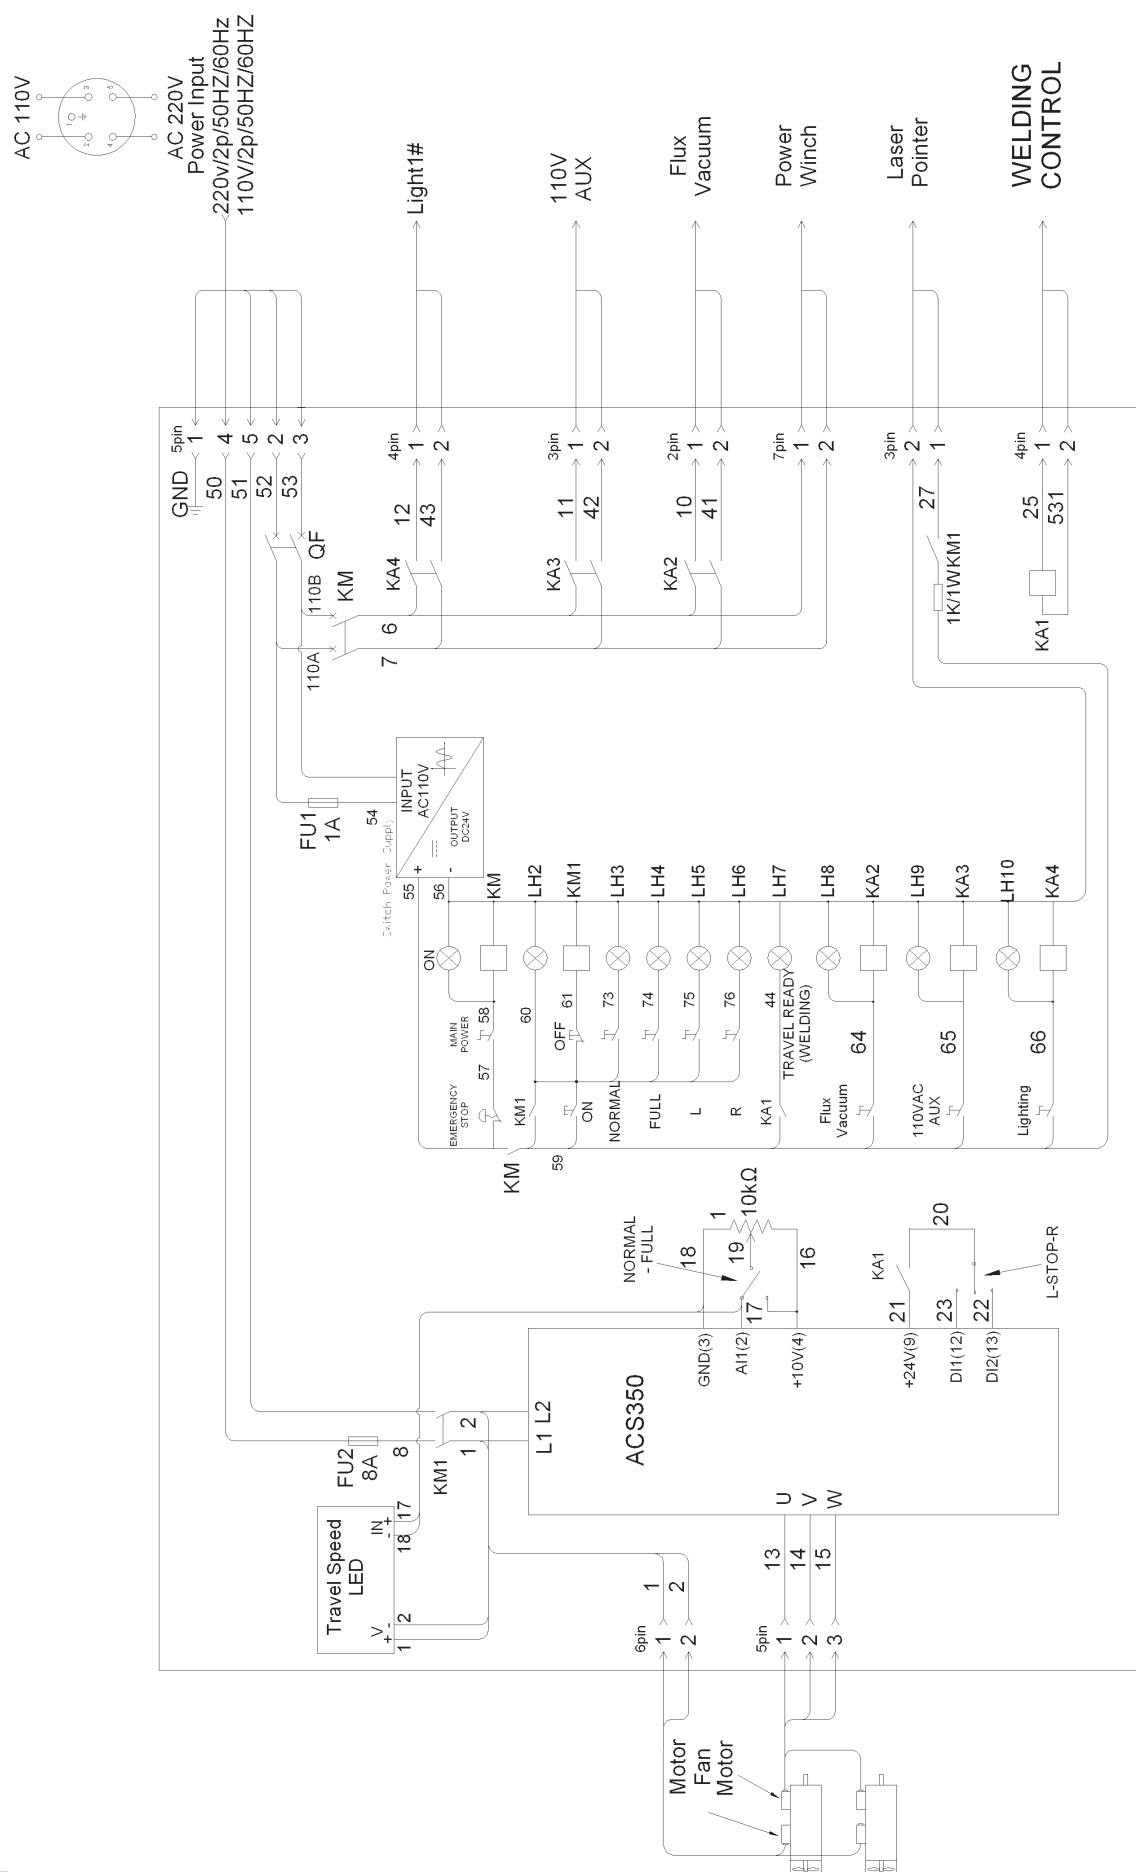 AC 110V
1
2
3
4
5
AC 220V
Power Input
220v/2p/50HZ/60Hz
110V/2p/50HZ/60HZ
Light1#
110V
AUX
Flux
Vacuum
Power
Winch
Laser
Pointer
WELDING
CONTROL
5pin
1
4
5
2
3
4pin
1
2
3pin
1
2
2pin
1
2
7pin
1
2
3pin
2
1
4pin
1
2
GND
50
51
52
53
12
43
11
42
10
41
27
25
531
QF
KA4
KA3
KA2
1K/1WKM1
KA1
110B
KM
6
110A
7
FU1
1A
54
Switch Power Supply
INPUT
AC110V
OUTPUT
DC24V
55
+
56
-
KM
LH2
KM1
LH3
LH4
LH5
LH6
LH7
LH8
KA2
LH9
KA3
LH10
KA4
ON
MAIN
POWER
58
60
61
73
74
75
76
44
TRAVEL READY
(WELDING)
64
65
66
57
OFF
EMERGENCY
STOP
KM1
ON
NORMAL
FULL
L
R
KA1
Flux
Vacuum
110VAC
AUX
Lighting
KM
59
NORMAL
- FULL
18
1
10kΩ
19
17
16
KA1
20
21
23
22
L-STOP-R
GND(3)
AI1(2)
+10V(4)
+24V(9)
DI1(12)
DI2(13)
ACS350
L1
L2
U
V
W
FU2
8A
8
KM1
1
2
Travel Speed
LED
IN
+
-
17
18
V
-
+
2
1
1
2
13
14
15
6pin
1
2
5pin
1
2
3
Motor
Fan
Motor